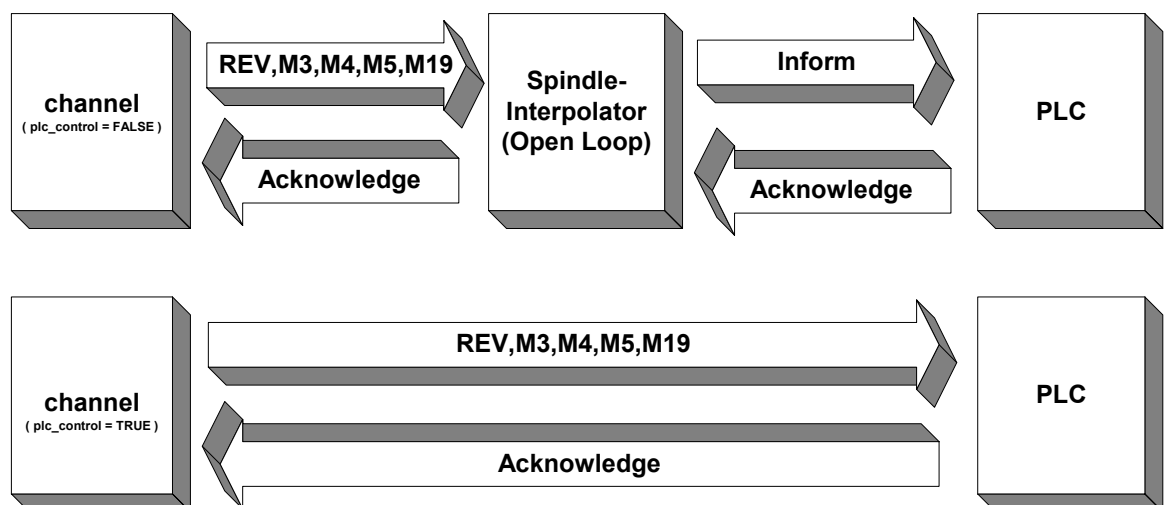 REV,M3,M4,M5,M19
Inform
channel
( plc_control = FALSE )
Spindle-
Interpolator
(Open Loop)
PLC
Acknowledge
Acknowledge
REV,M3,M4,M5,M19
channel
( plc_control = TRUE )
PLC
Acknowledge